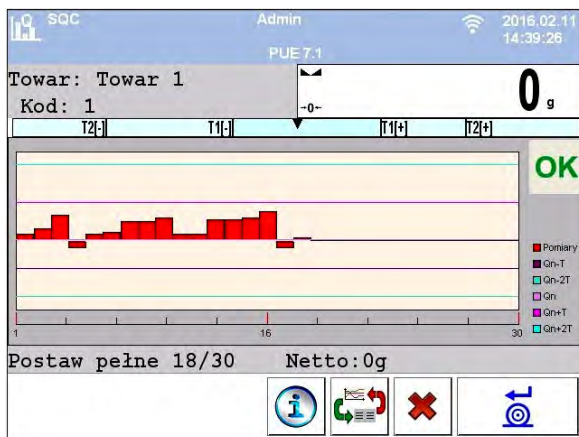 SQC
Admin
2016.02.11
14:39:26
PUE 7.1
Towar: Towar 1
Kod: 1
→0←
0 g
T2[-]
T1[-]
T1[+]
T2[+]
OK
Pomiary
Qn-T
Qn-2T
Qn
Qn+T
Qn+2T
1
16
30
Postaw pełne 18/30 Netto:0g